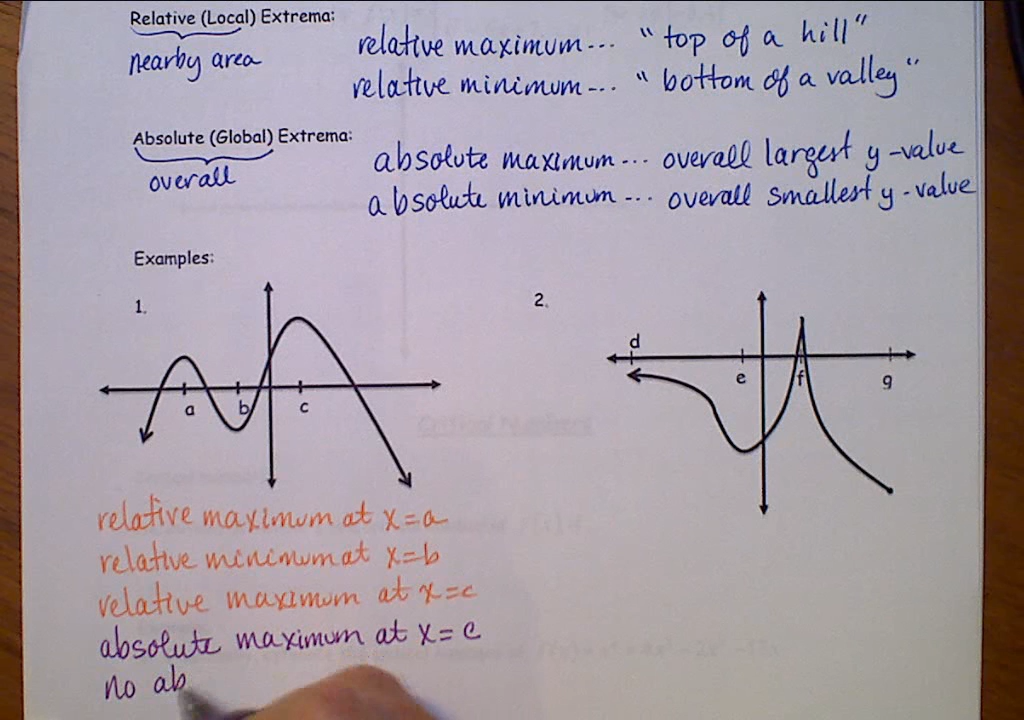 Relative (Local) Extrema:
nearby area
relative maximum... "top of a hill"
relative minimum... "bottom of a valley"
Absolute (Global) Extrema:
overall
absolute maximum... overall largest y-value
absolute minimum... overall smallest y-value
Examples:
1.
a b c
2.
d
e f g
relative maximum at x=a
relative minimum at x=b
relative maximum at x=c
absolute maximum at x=c
no ab